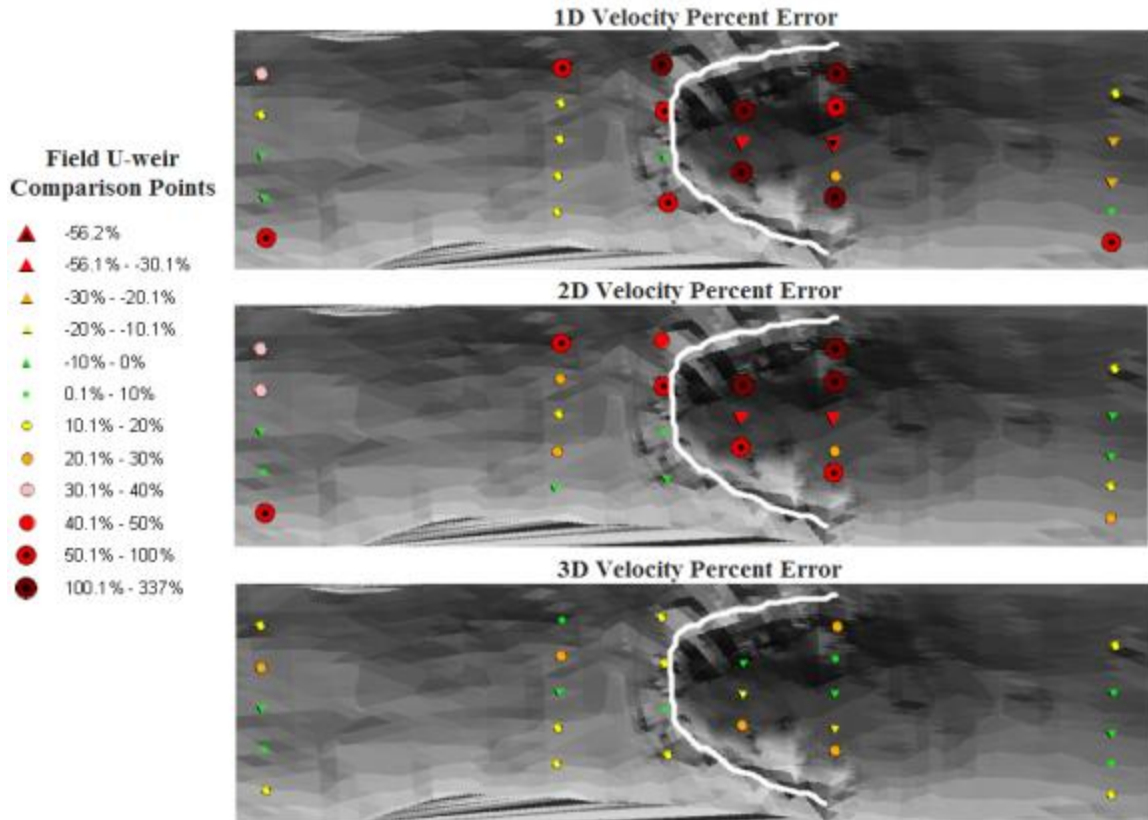 1D Velocity Percent Error
Field U-weir
Comparison Points
-56.2%
-56.1% - -30.1%
-30% - -20.1%
-20% - -10.1%
-10% - 0%
0.1% - 10%
10.1% - 20%
20.1% - 30%
30.1% - 40%
40.1% - 50%
50.1% - 100%
100.1% - 337%
2D Velocity Percent Error
3D Velocity Percent Error